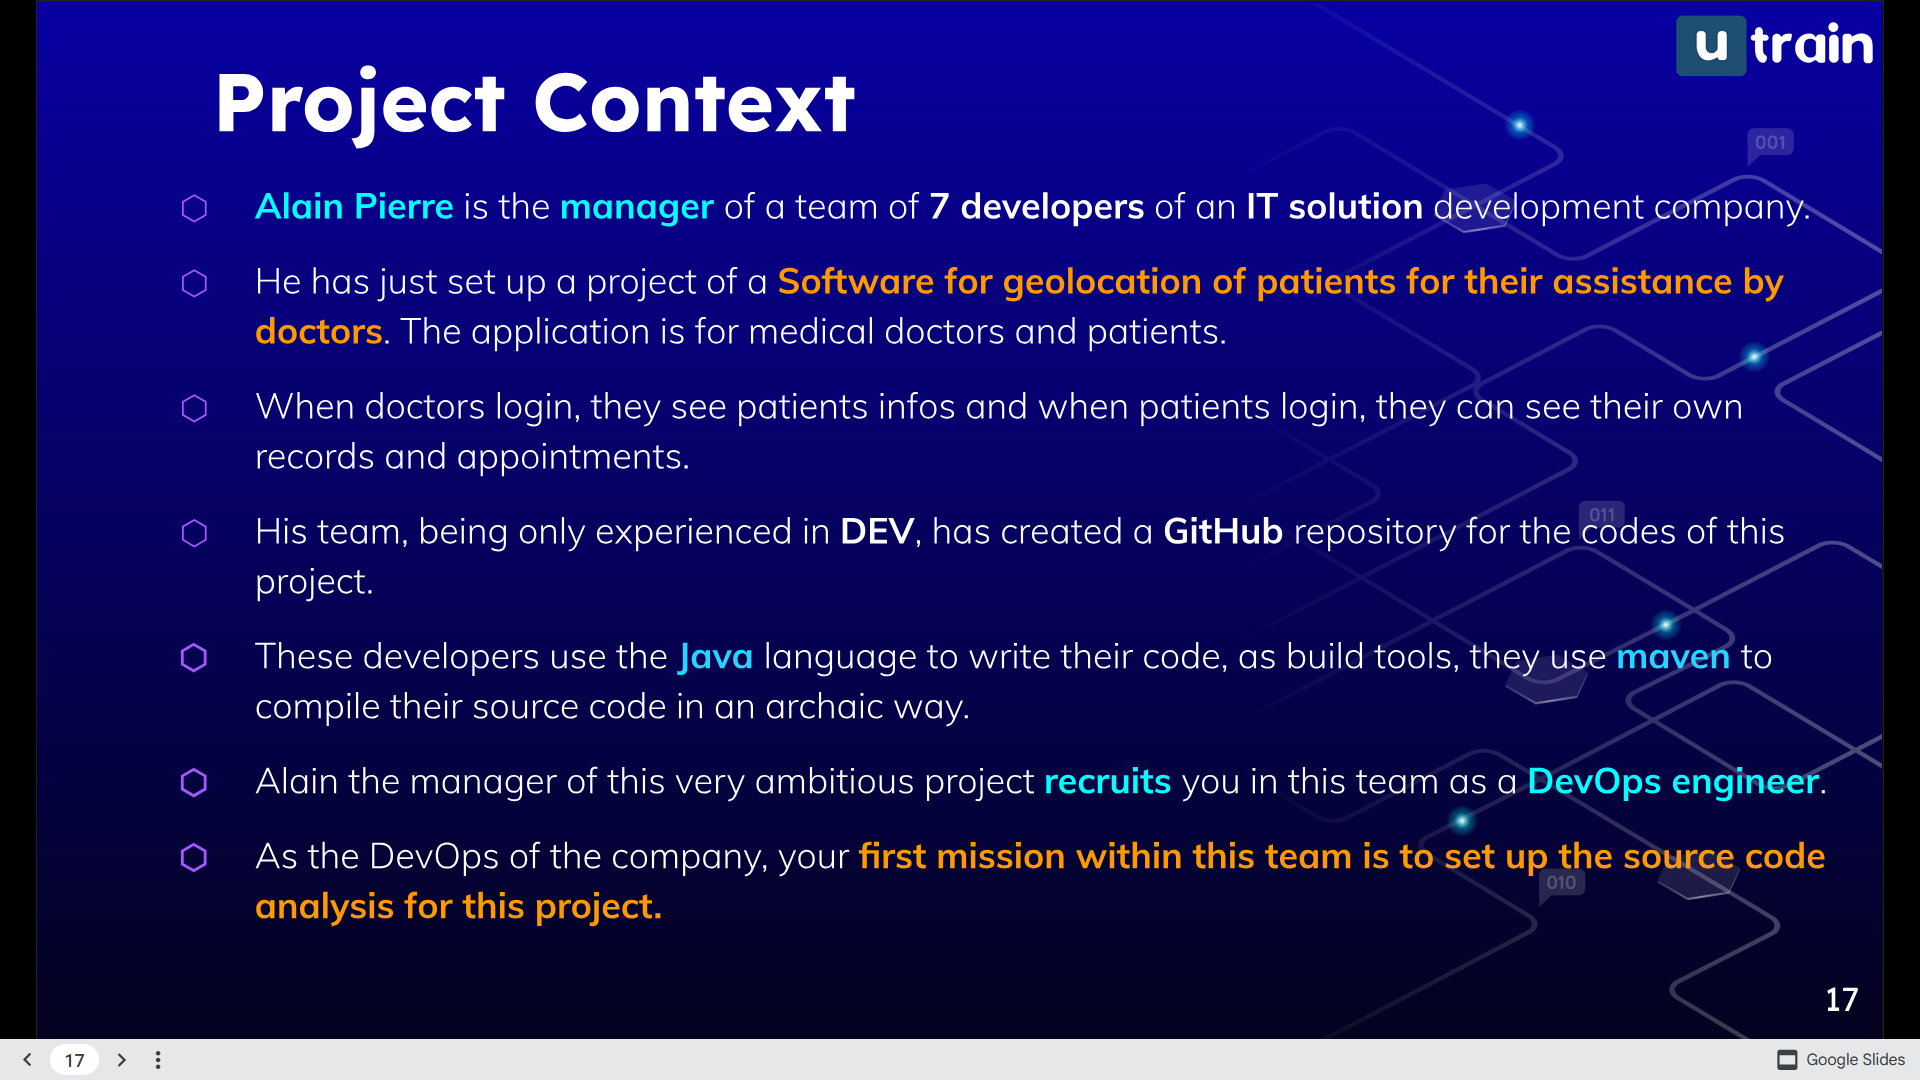 u train
Project Context
001
Alain Pierre is the manager of a team of 7 developers of an IT solution development company.
He has just set up a project of a Software for geolocation of patients for their assistance by
doctors. The application is for medical doctors and patients.
When doctors login, they see patients infos and when patients login, they can see their own
records and appointments.
011
His team, being only experienced in DEV, has created a GitHub repository for the codes of this
project.
These developers use the Java language to write their code, as build tools, they use maven to
compile their source code in an archaic way.
Alain the manager of this very ambitious project recruits you in this team as a DevOps engineer.
As the DevOps of the company, your first mission within this team is to set up the source code
010
analysis for this project.
17
17
Google Slides